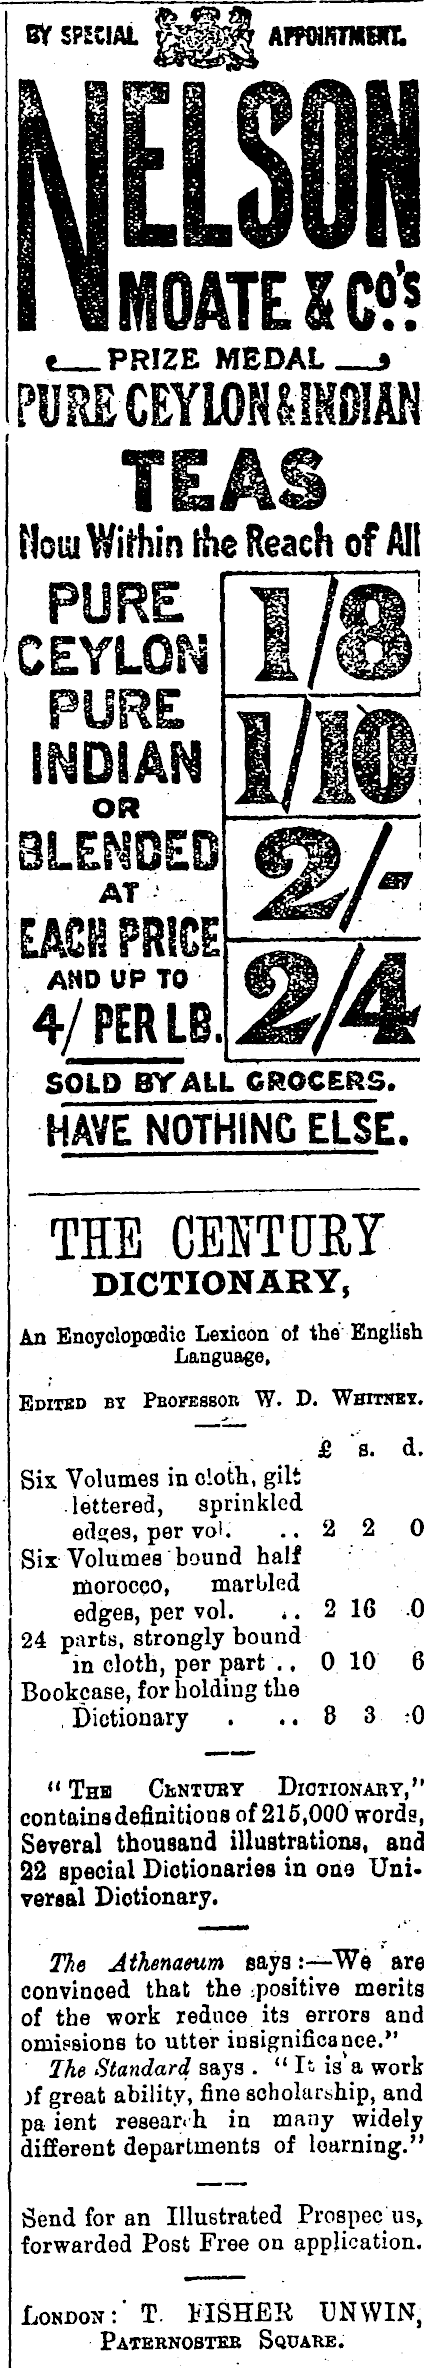 BY SPECIAL APPOINTMENT.
NELSON
MOATE & Co's.
PRIZE MEDAL
PURE CEYLON & INDIAN
TEAS
Now Within the Reach of All
PURE
CEYLON
PURE
INDIAN
OR
BLENDED
AT
EACH PRICE
AND UP TO
4/ PER LB.
1/8
1/10
2/-
2/4
SOLD BY ALL GROCERS.
HAVE NOTHING ELSE.
THE CENTURY
DICTIONARY,
An Encyclopœdic Lexicon of the English
Language,
EDITED BY PROFESSOR W. D. WHITNEY.
£ s. d.
Six Volumes in cloth, gilt
lettered, sprinkled
edges, per vol. .. 2 2 0
Six Volumes bound half
morocco, marbled
edges, per vol. .. 2 16 0
24 parts, strongly bound
in cloth, per part .. 0 10 6
Bookcase, for holding the
Dictionary . .. 3 3 0
"THE CENTURY DICTIONARY,"
contains definitions of 215,000 words,
Several thousand illustrations, and
22 special Dictionaries in one Uni-
versal Dictionary.
The Athenaeum says:—We are
convinced that the positive merits
of the work reduce its errors and
omissions to utter insignificance."
The Standard says. "It is a work
of great ability, fine scholarship, and
pa ient research in many widely
different departments of learning."
Send for an Illustrated Prospec us,
forwarded Post Free on application.
LONDON: T. FISHER UNWIN,
PATERNOSTER SQUARE.